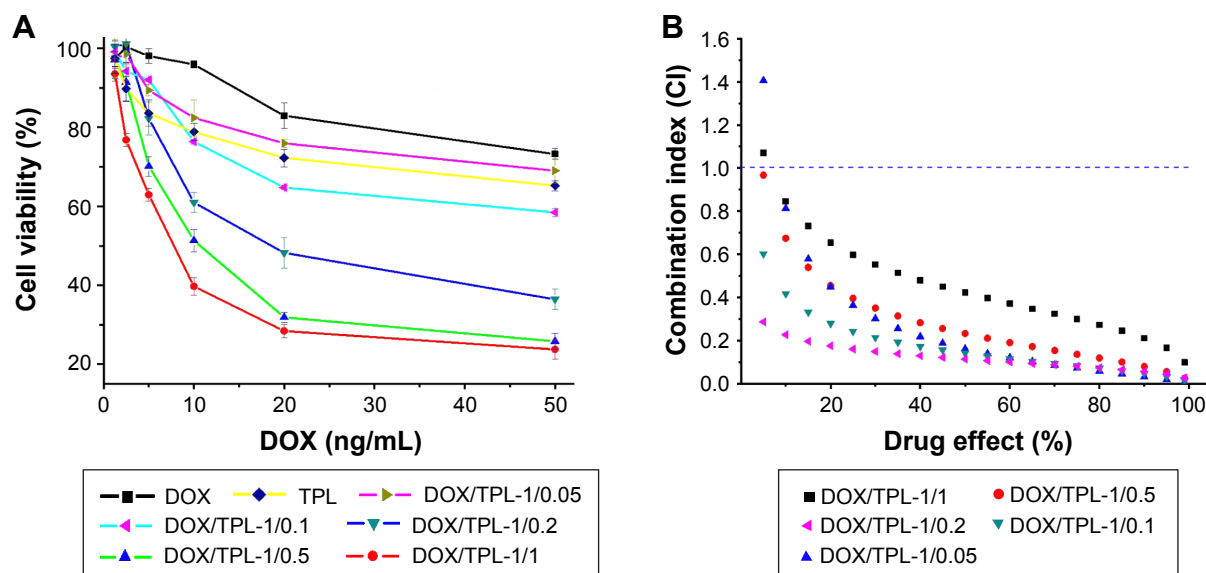 A
Cell viability (%)
100
80
60
40
20
0
10
20
30
40
50
DOX (ng/mL)
DOX TPL DOX/TPL-1/0.05
DOX/TPL-1/0.1 DOX/TPL-1/0.2
DOX/TPL-1/0.5 DOX/TPL-1/1
B
Combination index (CI)
1.6
1.4
1.2
1.0
0.8
0.6
0.4
0.2
0.0
20
40
60
80
100
Drug effect (%)
DOX/TPL-1/1 DOX/TPL-1/0.5
DOX/TPL-1/0.2 DOX/TPL-1/0.1
DOX/TPL-1/0.05